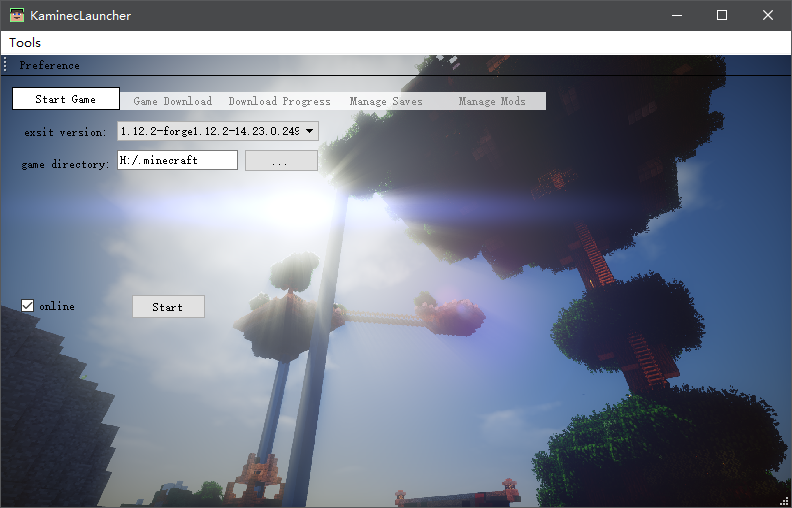 KaminecLauncher
Tools
Preference
Start Game Game Download Download Progress Manage Saves Manage Mods
exsit version: 1.12.2-forge1.12.2-14.23.0.249
game directory: H:/.minecraft ...
online Start